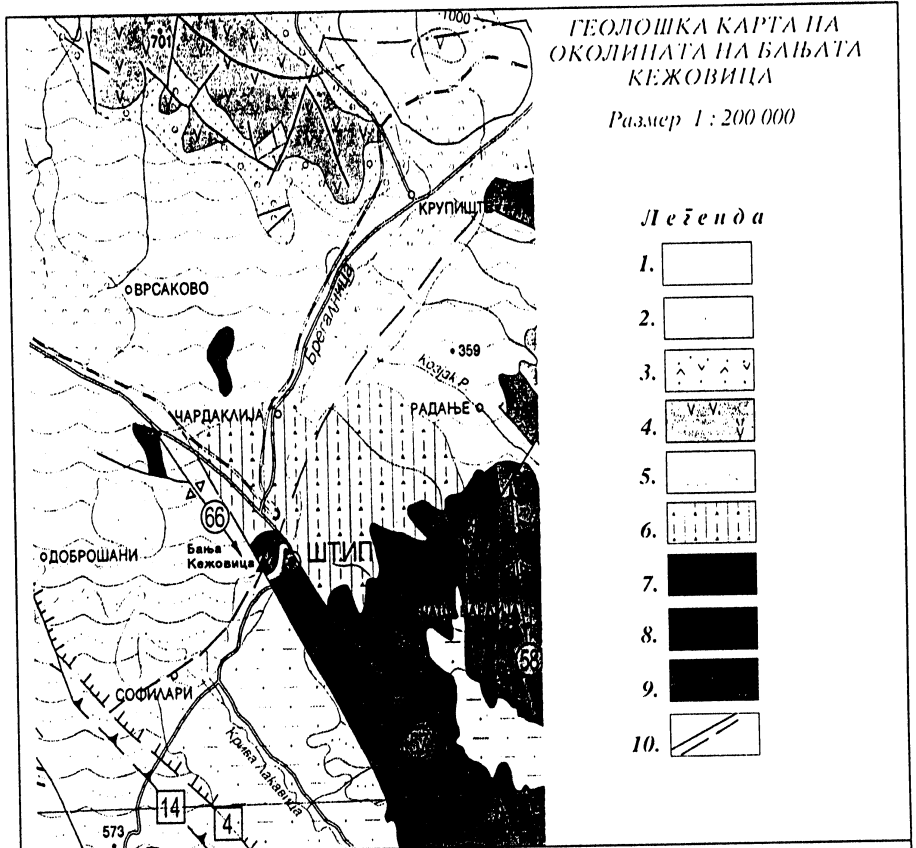 ГЕОЛОШКА КАРТА НА
ОКОЛИНАТА НА БАЊАТА
КЕЖОВИЦА
Размер 1 : 200 000
1000
701
КРУПИШТЕ
Брегалница
ВРСАКОВО
359
Козјак Р.
ЧАРДАКЛИЈА
РАДАЊЕ
66
Бања
Кежовица
ШТИП
ДОБРОШАНИ
58
СОФИЛАРИ
Крива Лакавица
14
4
573
Легенда
1.
2.
3.
4.
5.
6.
7.
8.
9.
10.